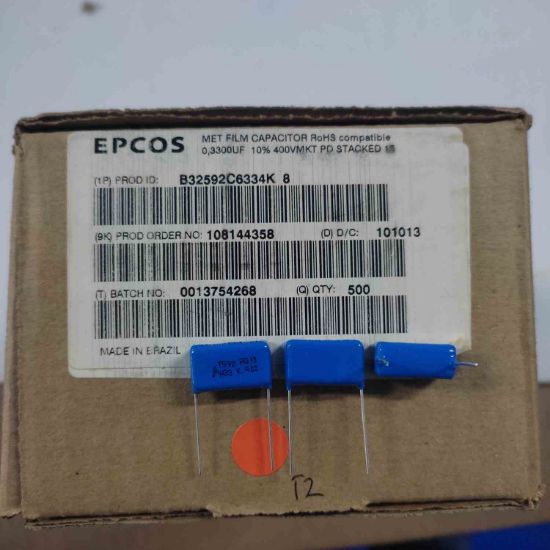 EPCOS
MET FILM CAPACITOR RoHS compatible
0,3300UF 10% 400VMKT PD STACKED 15
(1P) PROD ID: B32592C6334K 8
(9K) PROD ORDER NO: 108144358 (D) D/C: 101013
(T) BATCH NO: 0013754268 (Q) QTY: 500
MADE IN BRAZIL
T2